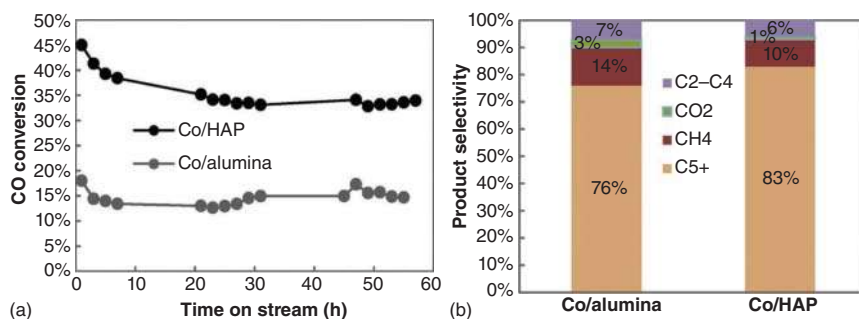 50%
45%
40%
35%
30%
25%
20%
15%
10%
5%
0%
CO conversion
Co/HAP
Co/alumina
0 10 20 30 40 50 60
Time on stream (h)
(a)
100%
90%
80%
70%
60%
50%
40%
30%
20%
10%
0%
Product selectivity
7%
3%
14%
76%
C2–C4
CO2
CH4
C5+
6%
1%
10%
83%
Co/alumina Co/HAP
(b)